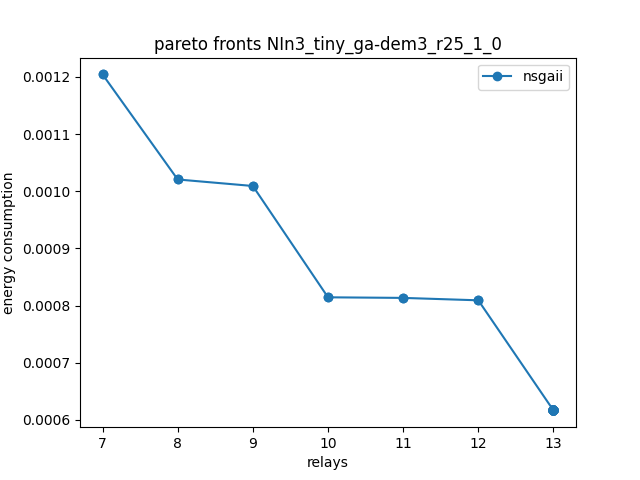 pareto fronts NIn3_tiny_ga-dem3_r25_1_0
nsgaii
energy consumption
0.0012
0.0011
0.0010
0.0009
0.0008
0.0007
0.0006
7 8 9 10 11 12 13
relays